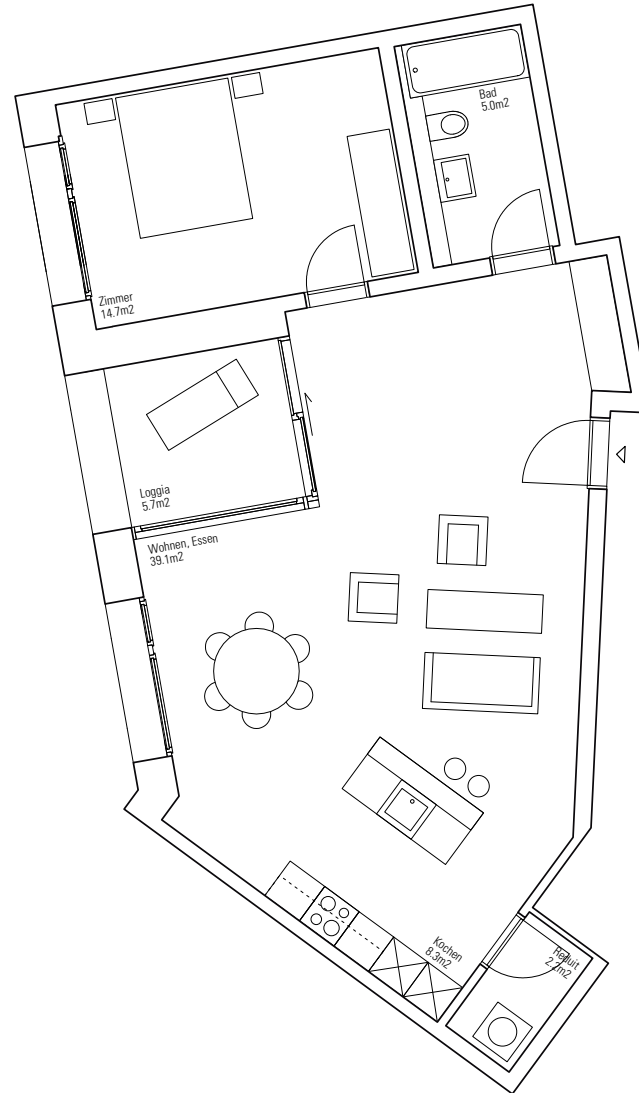 Bad
5.0m2
Zimmer
14.7m2
Loggia
5.7m2
Wohnen, Essen
39.1m2
Kochen
8.3m2
Reduit
2.2m2